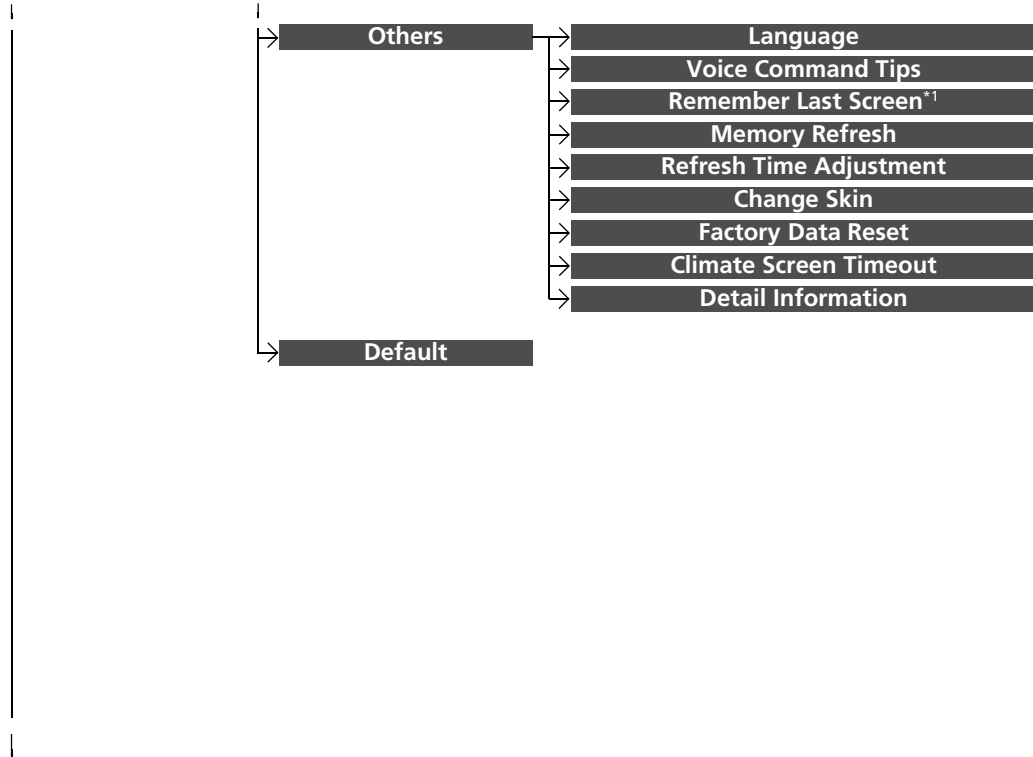 Others
Language
Voice Command Tips
Remember Last Screen*1
Memory Refresh
Refresh Time Adjustment
Change Skin
Factory Data Reset
Climate Screen Timeout
Detail Information
Default